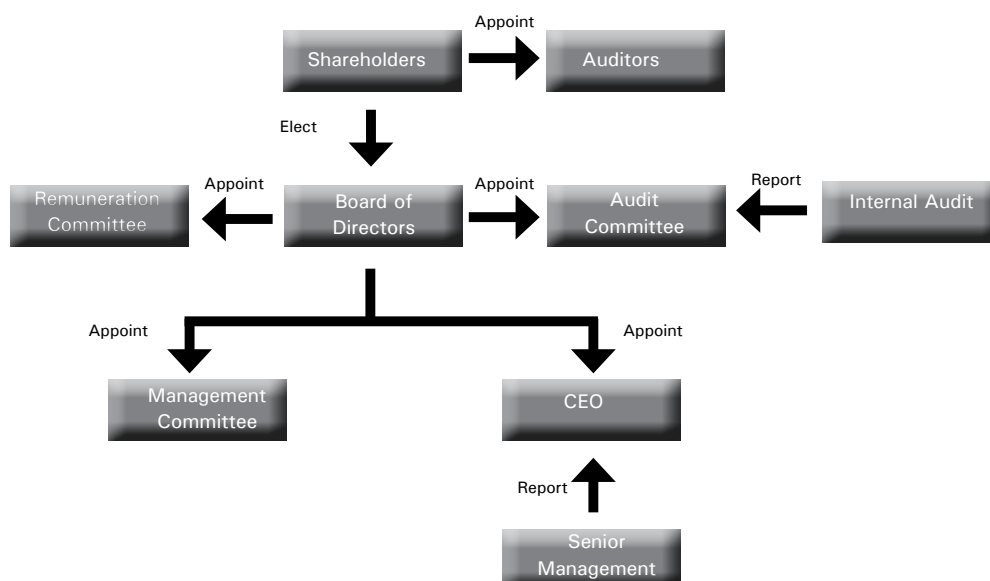 Appoint
Shareholders
Auditors
Elect
Appoint
Appoint
Report
Remuneration
Committee
Board of
Directors
Audit
Committee
Internal Audit
Appoint
Appoint
Management
Committee
CEO
Report
Senior
Management